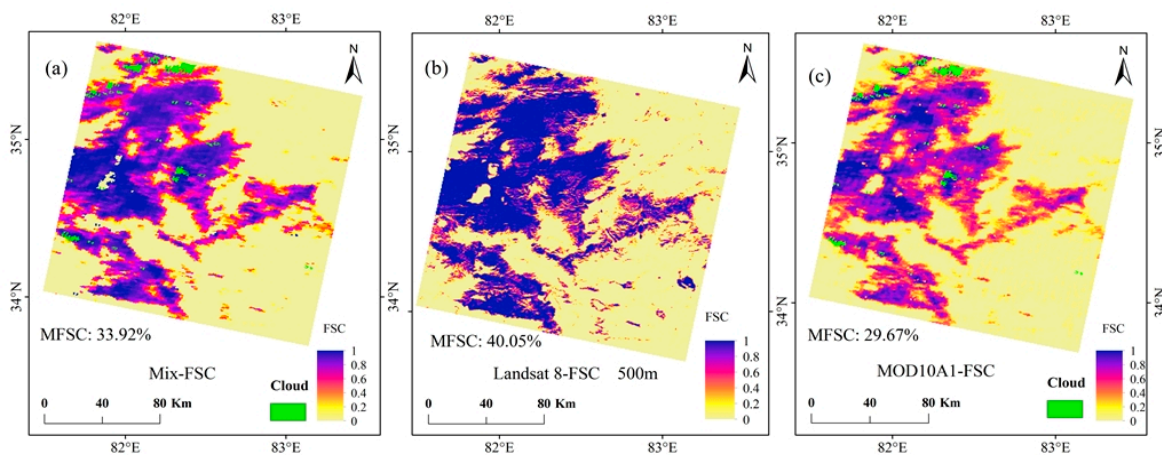 82°E 83°E 82°E 83°E 82°E 83°E
(a) N
(b) N
(c) N
35°N 35°N 35°N
34°N 34°N 34°N
MFSC: 33.92%
FSC
1
0.8
0.6
0.4
0.2
0
Mix-FSC
Cloud
0 40 80 Km
MFSC: 40.05%
FSC
1
0.8
0.6
0.4
0.2
0
Landsat 8-FSC 500m
0 40 80 Km
MFSC: 29.67%
FSC
1
0.8
0.6
0.4
0.2
0
MOD10A1-FSC
Cloud
0 40 80 Km
82°E 83°E 82°E 83°E 82°E 83°E